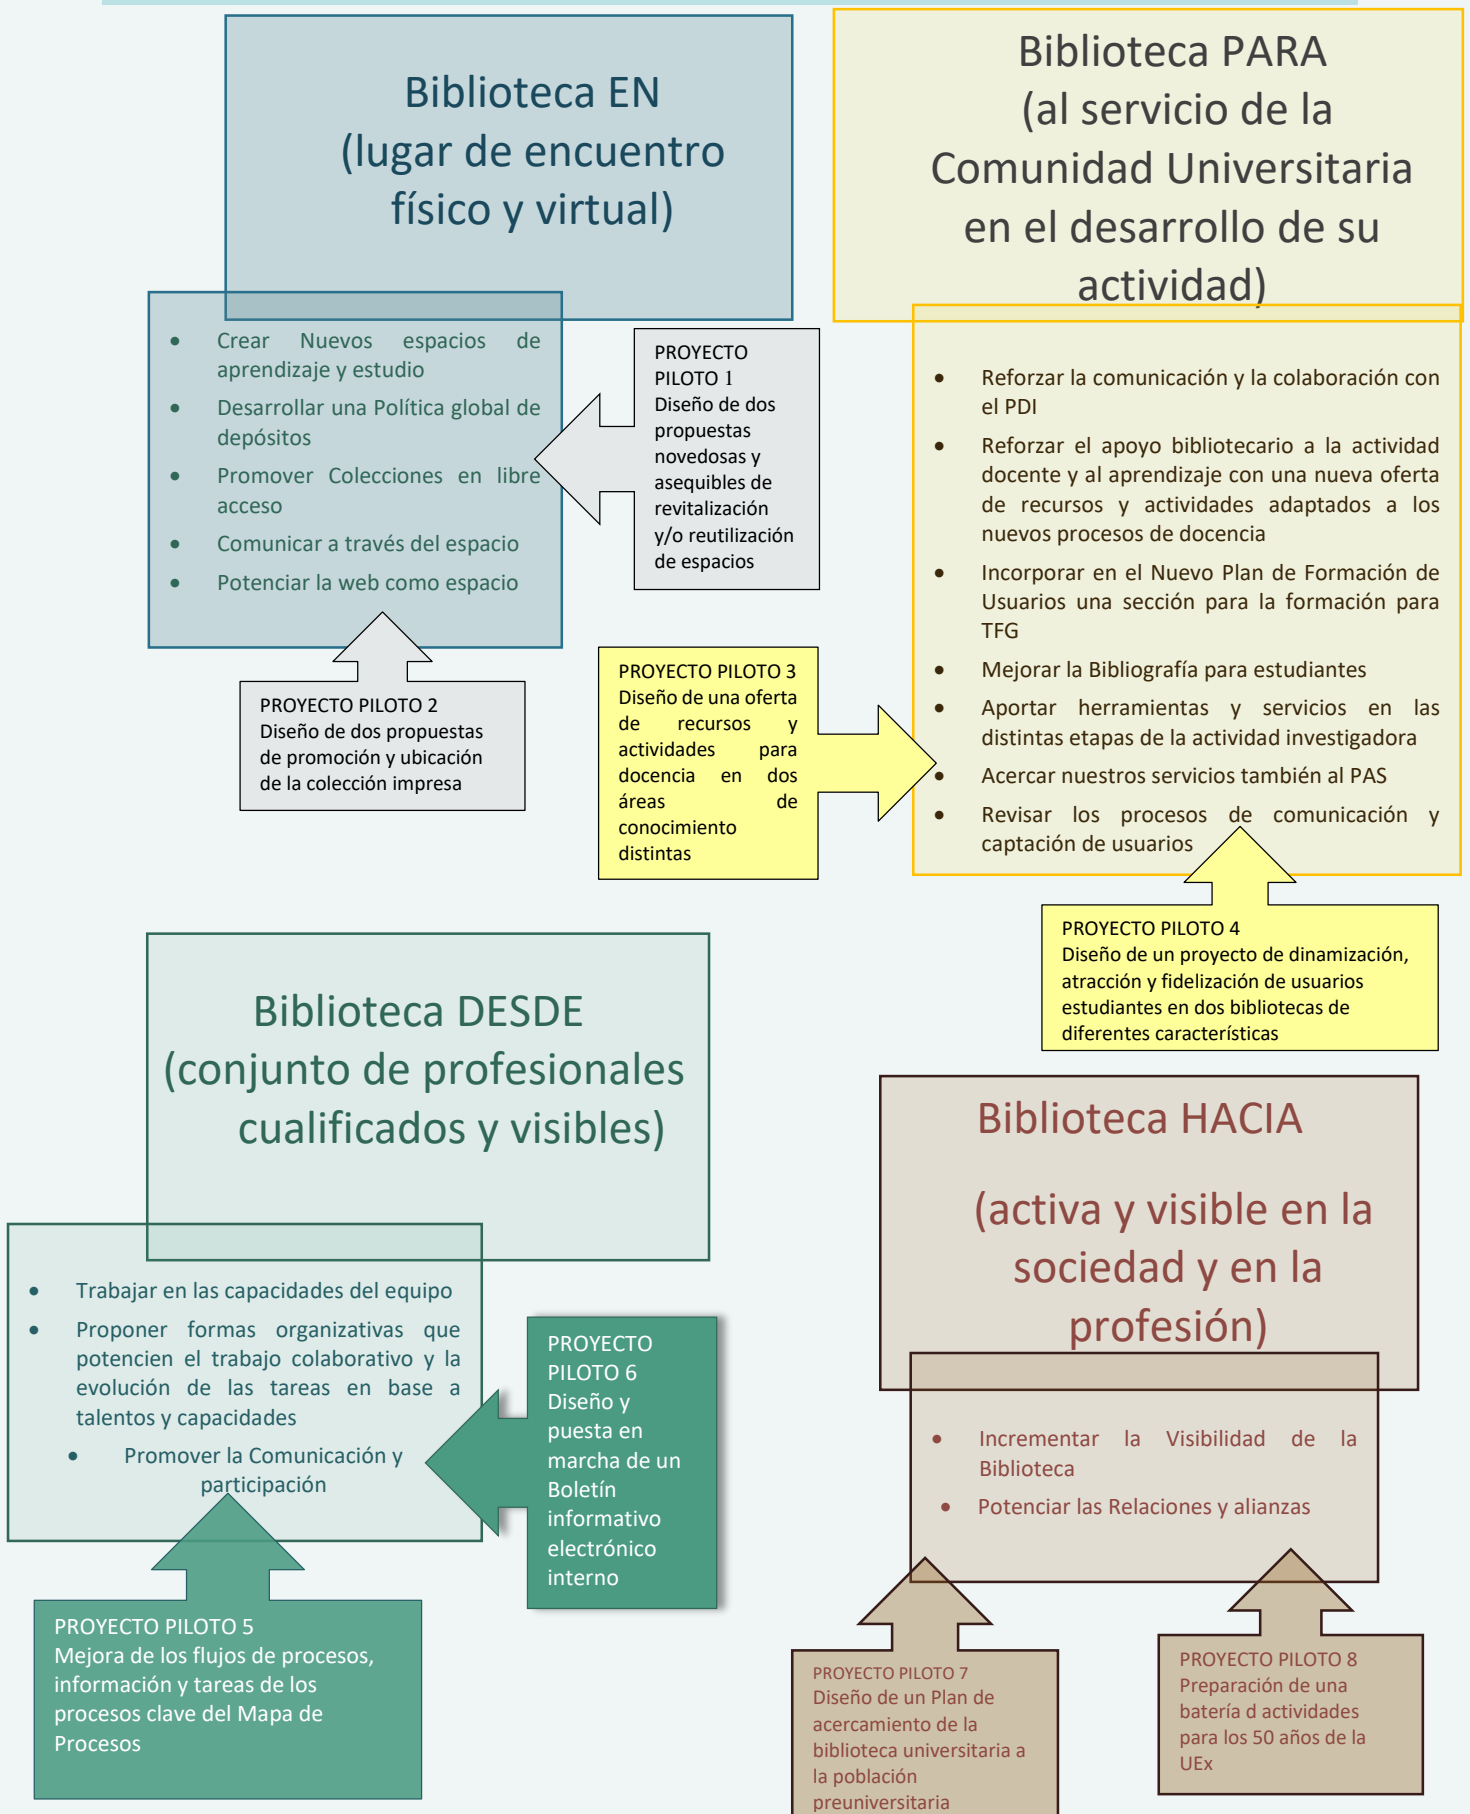 Biblioteca EN
(lugar de encuentro
físico y virtual)
• Crear Nuevos espacios de
aprendizaje y estudio
• Desarrollar una Política global de
depósitos
• Promover Colecciones en libre
acceso
• Comunicar a través del espacio
• Potenciar la web como espacio
PROYECTO
PILOTO 1
Diseño de dos
propuestas
novedosas y
asequibles de
revitalización
y/o reutilización
de espacios
PROYECTO PILOTO 2
Diseño de dos propuestas
de promoción y ubicación
de la colección impresa
Biblioteca PARA
(al servicio de la
Comunidad Universitaria
en el desarrollo de su
actividad)
• Reforzar la comunicación y la colaboración con
el PDI
• Reforzar el apoyo bibliotecario a la actividad
docente y al aprendizaje con una nueva oferta
de recursos y actividades adaptados a los
nuevos procesos de docencia
• Incorporar en el Nuevo Plan de Formación de
Usuarios una sección para la formación para
TFG
• Mejorar la Bibliografía para estudiantes
• Aportar herramientas y servicios en las
distintas etapas de la actividad investigadora
• Acercar nuestros servicios también al PAS
• Revisar los procesos de comunicación y
captación de usuarios
PROYECTO PILOTO 3
Diseño de una oferta
de recursos y
actividades para
docencia en dos
áreas de
conocimiento
distintas
PROYECTO PILOTO 4
Diseño de un proyecto de dinamización,
atracción y fidelización de usuarios
estudiantes en dos bibliotecas de
diferentes características
Biblioteca DESDE
(conjunto de profesionales
cualificados y visibles)
• Trabajar en las capacidades del equipo
• Proponer formas organizativas que
potencien el trabajo colaborativo y la
evolución de las tareas en base a
talentos y capacidades
• Promover la Comunicación y
participación
PROYECTO
PILOTO 6
Diseño y
puesta en
marcha de un
Boletín
informativo
electrónico
interno
PROYECTO PILOTO 5
Mejora de los flujos de procesos,
información y tareas de los
procesos clave del Mapa de
Procesos
Biblioteca HACIA
(activa y visible en la
sociedad y en la
profesión)
• Incrementar la Visibilidad de la
Biblioteca
• Potenciar las Relaciones y alianzas
PROYECTO PILOTO 7
Diseño de un Plan de
acercamiento de la
biblioteca universitaria a
la población
preuniversitaria
PROYECTO PILOTO 8
Preparación de una
batería d actividades
para los 50 años de la
UEx